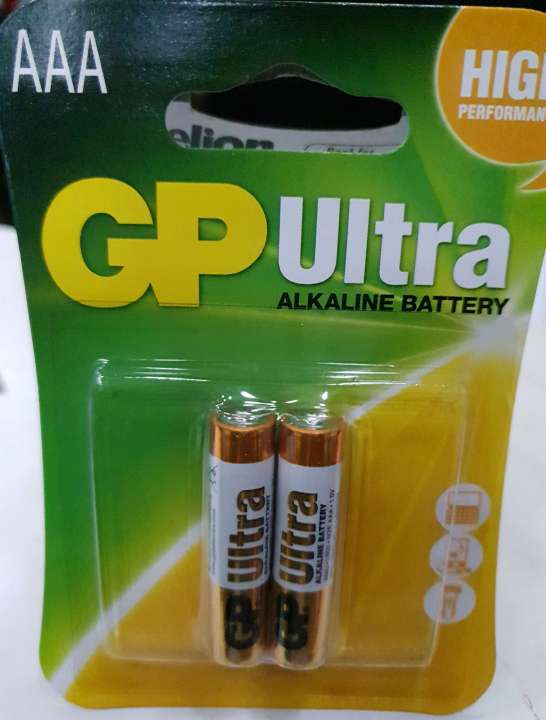 AAA
HIGH
PERFORMAN
elion
GP Ultra
ALKALINE BATTERY
GP Ultra
GP Ultra
ALKALINE BATTERY